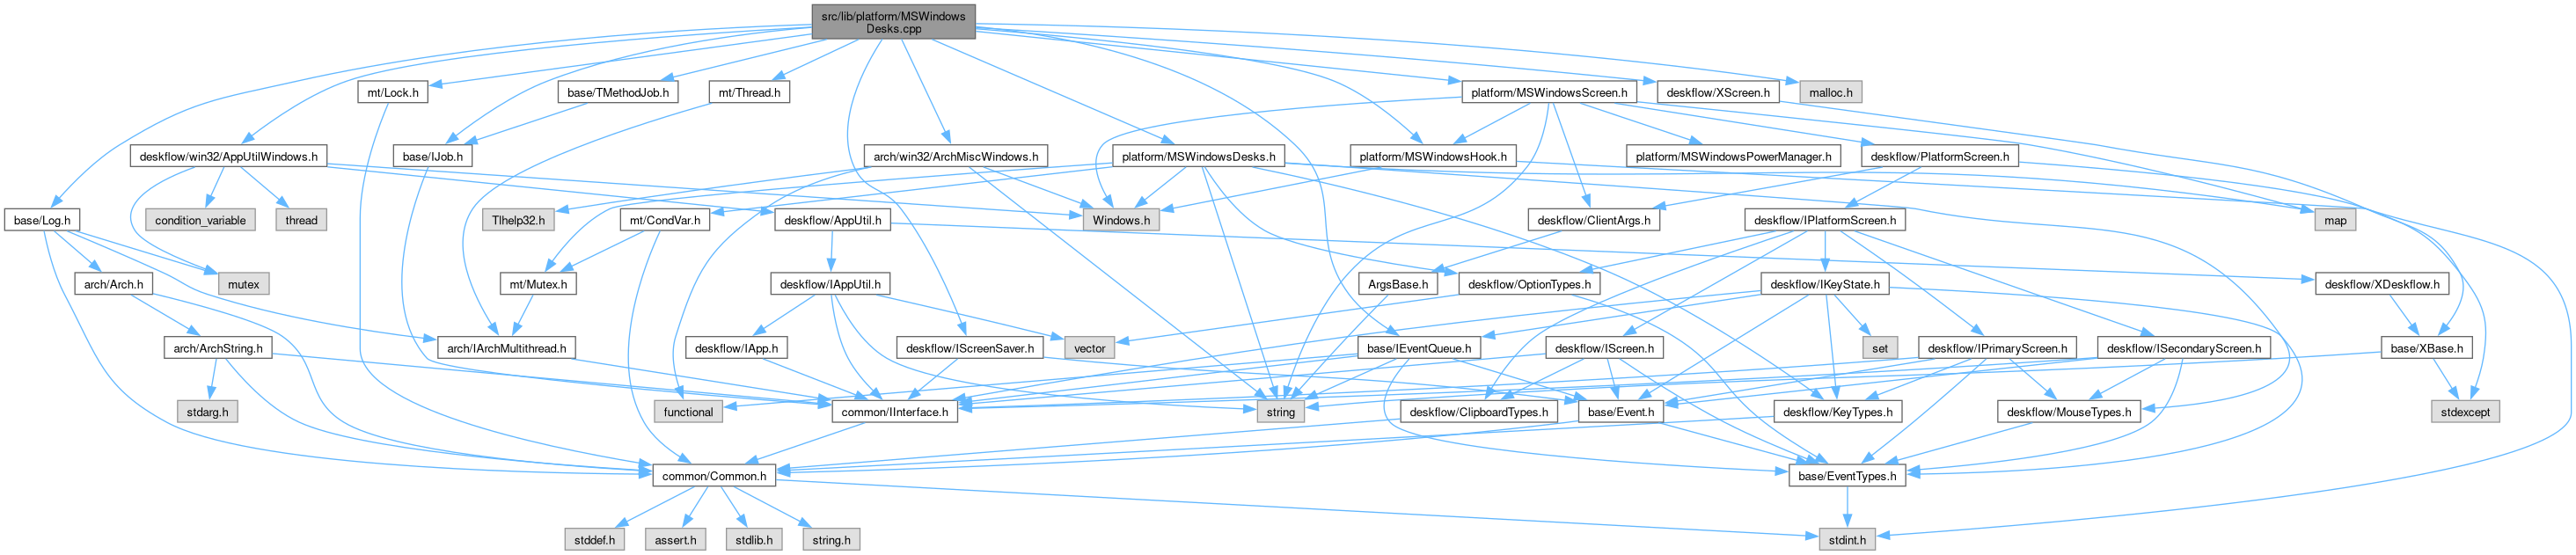 src/lib/platform/MSWindows
Desks.cpp
mt/Lock.h
base/TMethodJob.h
mt/Thread.h
platform/MSWindowsScreen.h
deskflow/XScreen.h
malloc.h
deskflow/win32/AppUtilWindows.h
base/IJob.h
arch/win32/ArchMiscWindows.h
platform/MSWindowsDesks.h
platform/MSWindowsHook.h
platform/MSWindowsPowerManager.h
deskflow/PlatformScreen.h
base/Log.h
condition_variable
thread
Tlhelp32.h
mt/CondVar.h
deskflow/AppUtil.h
Windows.h
deskflow/ClientArgs.h
deskflow/IPlatformScreen.h
map
arch/Arch.h
mutex
mt/Mutex.h
deskflow/IAppUtil.h
ArgsBase.h
deskflow/OptionTypes.h
deskflow/IKeyState.h
deskflow/XDeskflow.h
arch/ArchString.h
arch/IArchMultithread.h
deskflow/IApp.h
deskflow/IScreenSaver.h
vector
base/IEventQueue.h
deskflow/IScreen.h
set
deskflow/IPrimaryScreen.h
deskflow/ISecondaryScreen.h
base/XBase.h
stdarg.h
functional
common/IInterface.h
string
deskflow/ClipboardTypes.h
base/Event.h
deskflow/KeyTypes.h
deskflow/MouseTypes.h
stdexcept
common/Common.h
base/EventTypes.h
stddef.h
assert.h
stdlib.h
string.h
stdint.h